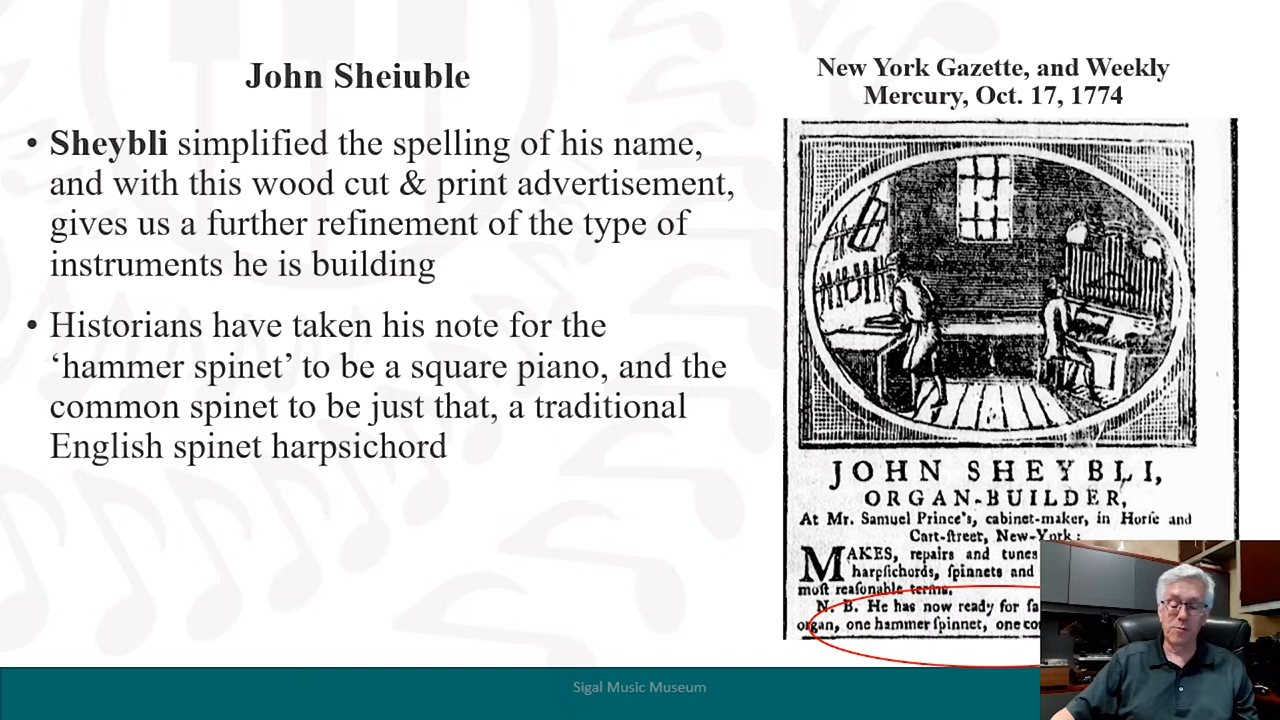 John Sheiuble
• Sheybli simplified the spelling of his name,
and with this wood cut & print advertisement,
gives us a further refinement of the type of
instruments he is building
• Historians have taken his note for the
‘hammer spinet’ to be a square piano, and the
common spinet to be just that, a traditional
English spinet harpsichord
New York Gazette, and Weekly
Mercury, Oct. 17, 1774
JOHN SHEYBLI,
ORGAN-BUILDER,
At Mr. Samuel Prince's, cabinet-maker, in Horſe and
Cart-ſtreet, New-York:
MAKES, repairs and tunes
harpſichords, ſpinnets and
moſt reaſonable terms.
N. B. He has now ready for
organ, one hammer ſpinnet, one
Sigal Music Museum